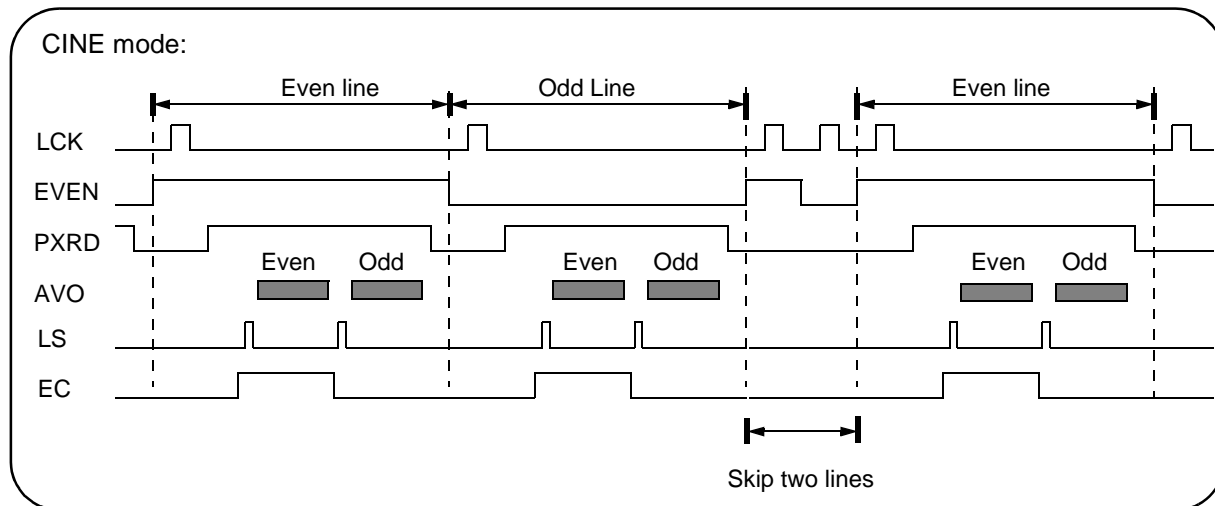 CINE mode:
Even line
Odd Line
Even line
LCK
EVEN
PXRD
Even Odd Even Odd Even Odd
AVO
LS
EC
Skip two lines